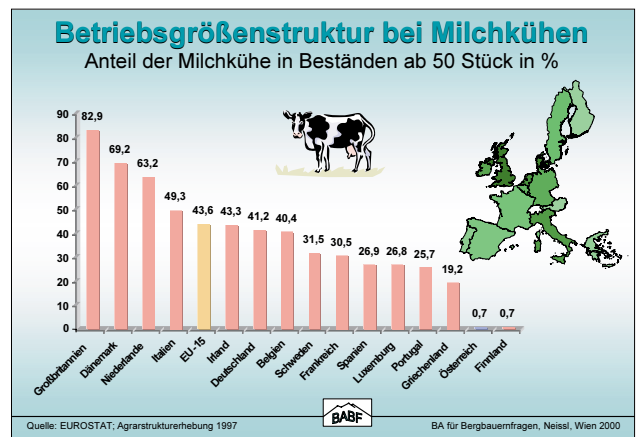 Betriebsgrößenstruktur bei Milchkühen
Anteil der Milchkühe in Beständen ab 50 Stück in %
90
80
70
60
50
40
30
20
10
0
82,9
69,2
63,2
49,3
43,6
43,3
41,2
40,4
31,5
30,5
26,9
26,8
25,7
19,2
0,7
0,7
Großbritannien
Dänemark
Niederlande
Italien
EU-15
Irland
Deutschland
Belgien
Schweden
Frankreich
Spanien
Luxemburg
Portugal
Griechenland
Österreich
Finnland
Quelle: EUROSTAT; Agrarstrukturerhebung 1997
BABF
BA für Bergbauernfragen, Neissl, Wien 2000